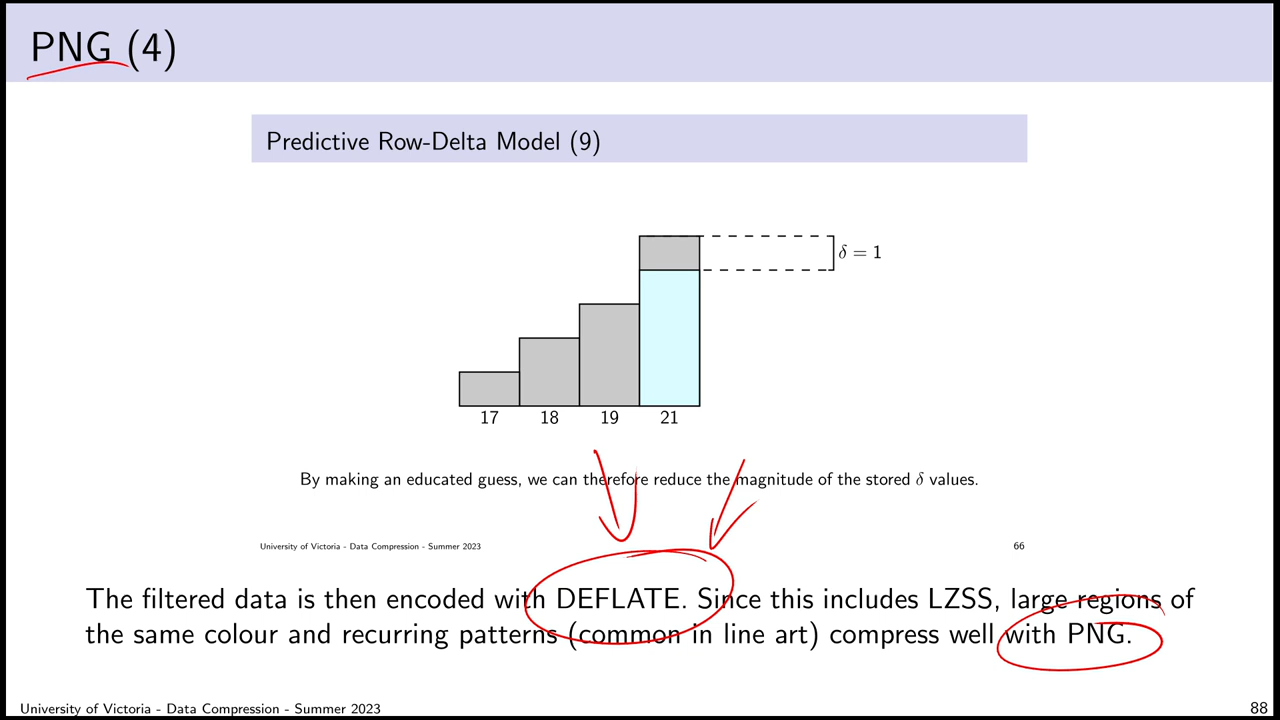 PNG (4)
Predictive Row-Delta Model (9)
δ = 1
17 18 19 21
By making an educated guess, we can therefore reduce the magnitude of the stored δ values.
University of Victoria - Data Compression - Summer 2023 66
The filtered data is then encoded with DEFLATE. Since this includes LZSS, large regions of
the same colour and recurring patterns (common in line art) compress well with PNG.
University of Victoria - Data Compression - Summer 2023 88